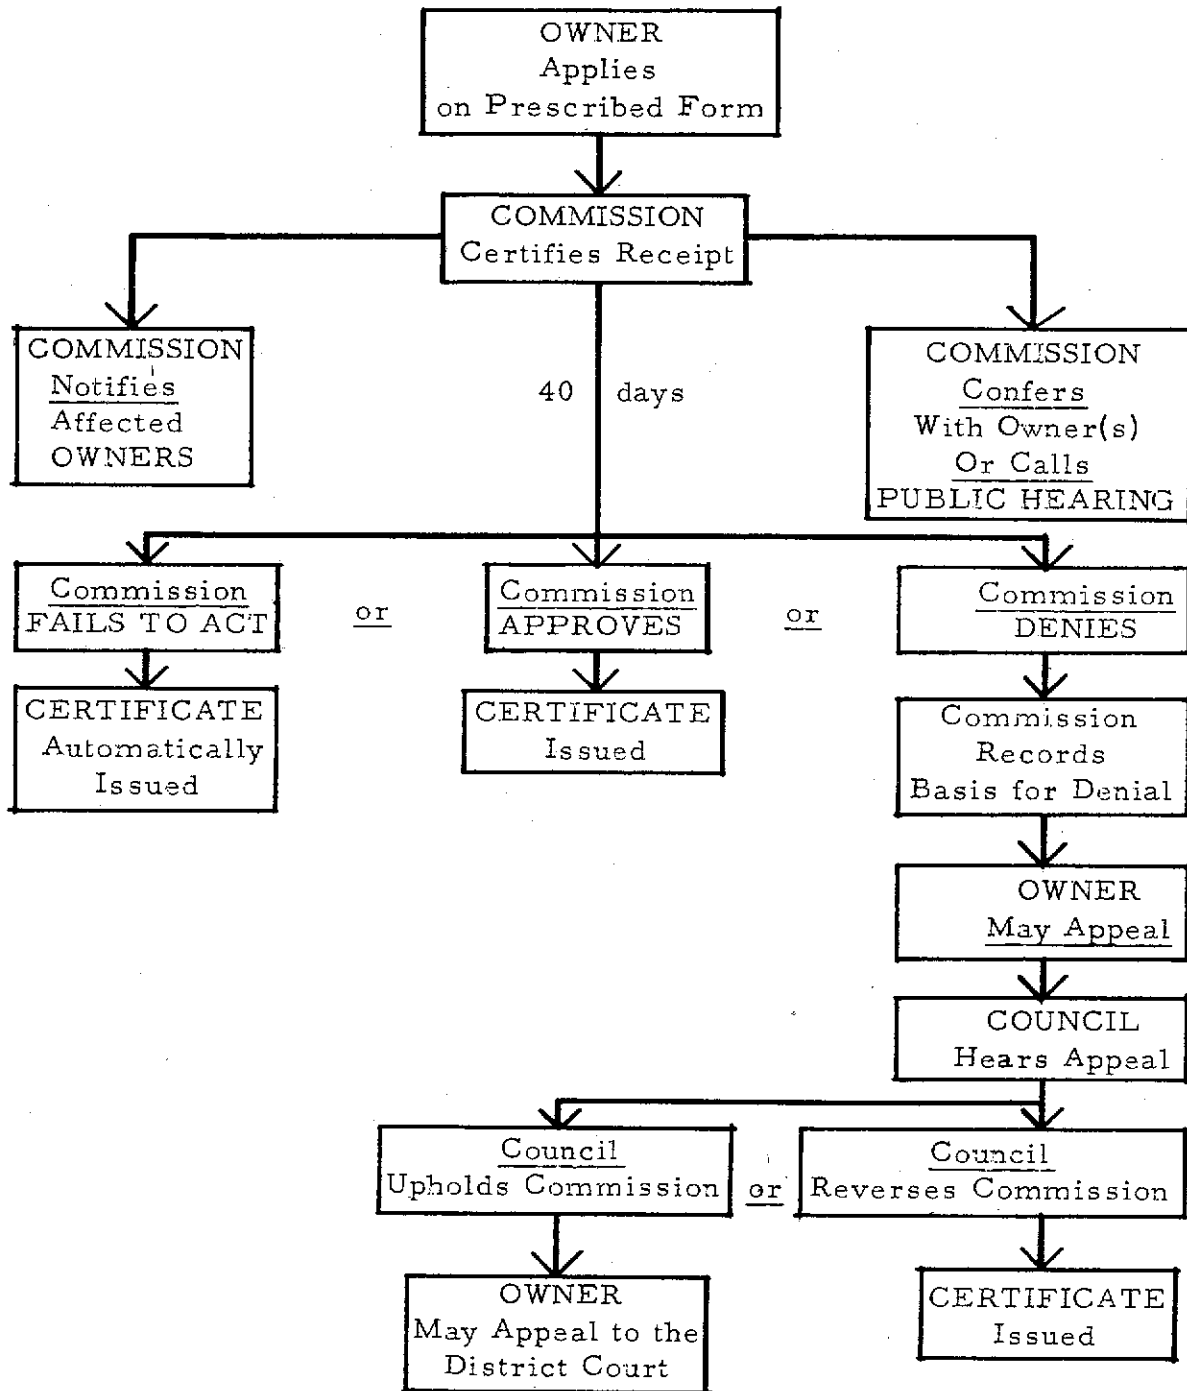 OWNER
Applies
on Prescribed Form
COMMISSION
Certifies Receipt
COMMISSION
Notifies
Affected
OWNERS
40 days
COMMISSION
Confers
With Owner(s)
Or Calls
PUBLIC HEARING
Commission
FAILS TO ACT
or
Commission
APPROVES
or
Commission
DENIES
CERTIFICATE
Automatically
Issued
CERTIFICATE
Issued
Commission
Records
Basis for Denial
OWNER
May Appeal
COUNCIL
Hears Appeal
Council
Upholds Commission
or
Council
Reverses Commission
OWNER
May Appeal to the
District Court
CERTIFICATE
Issued